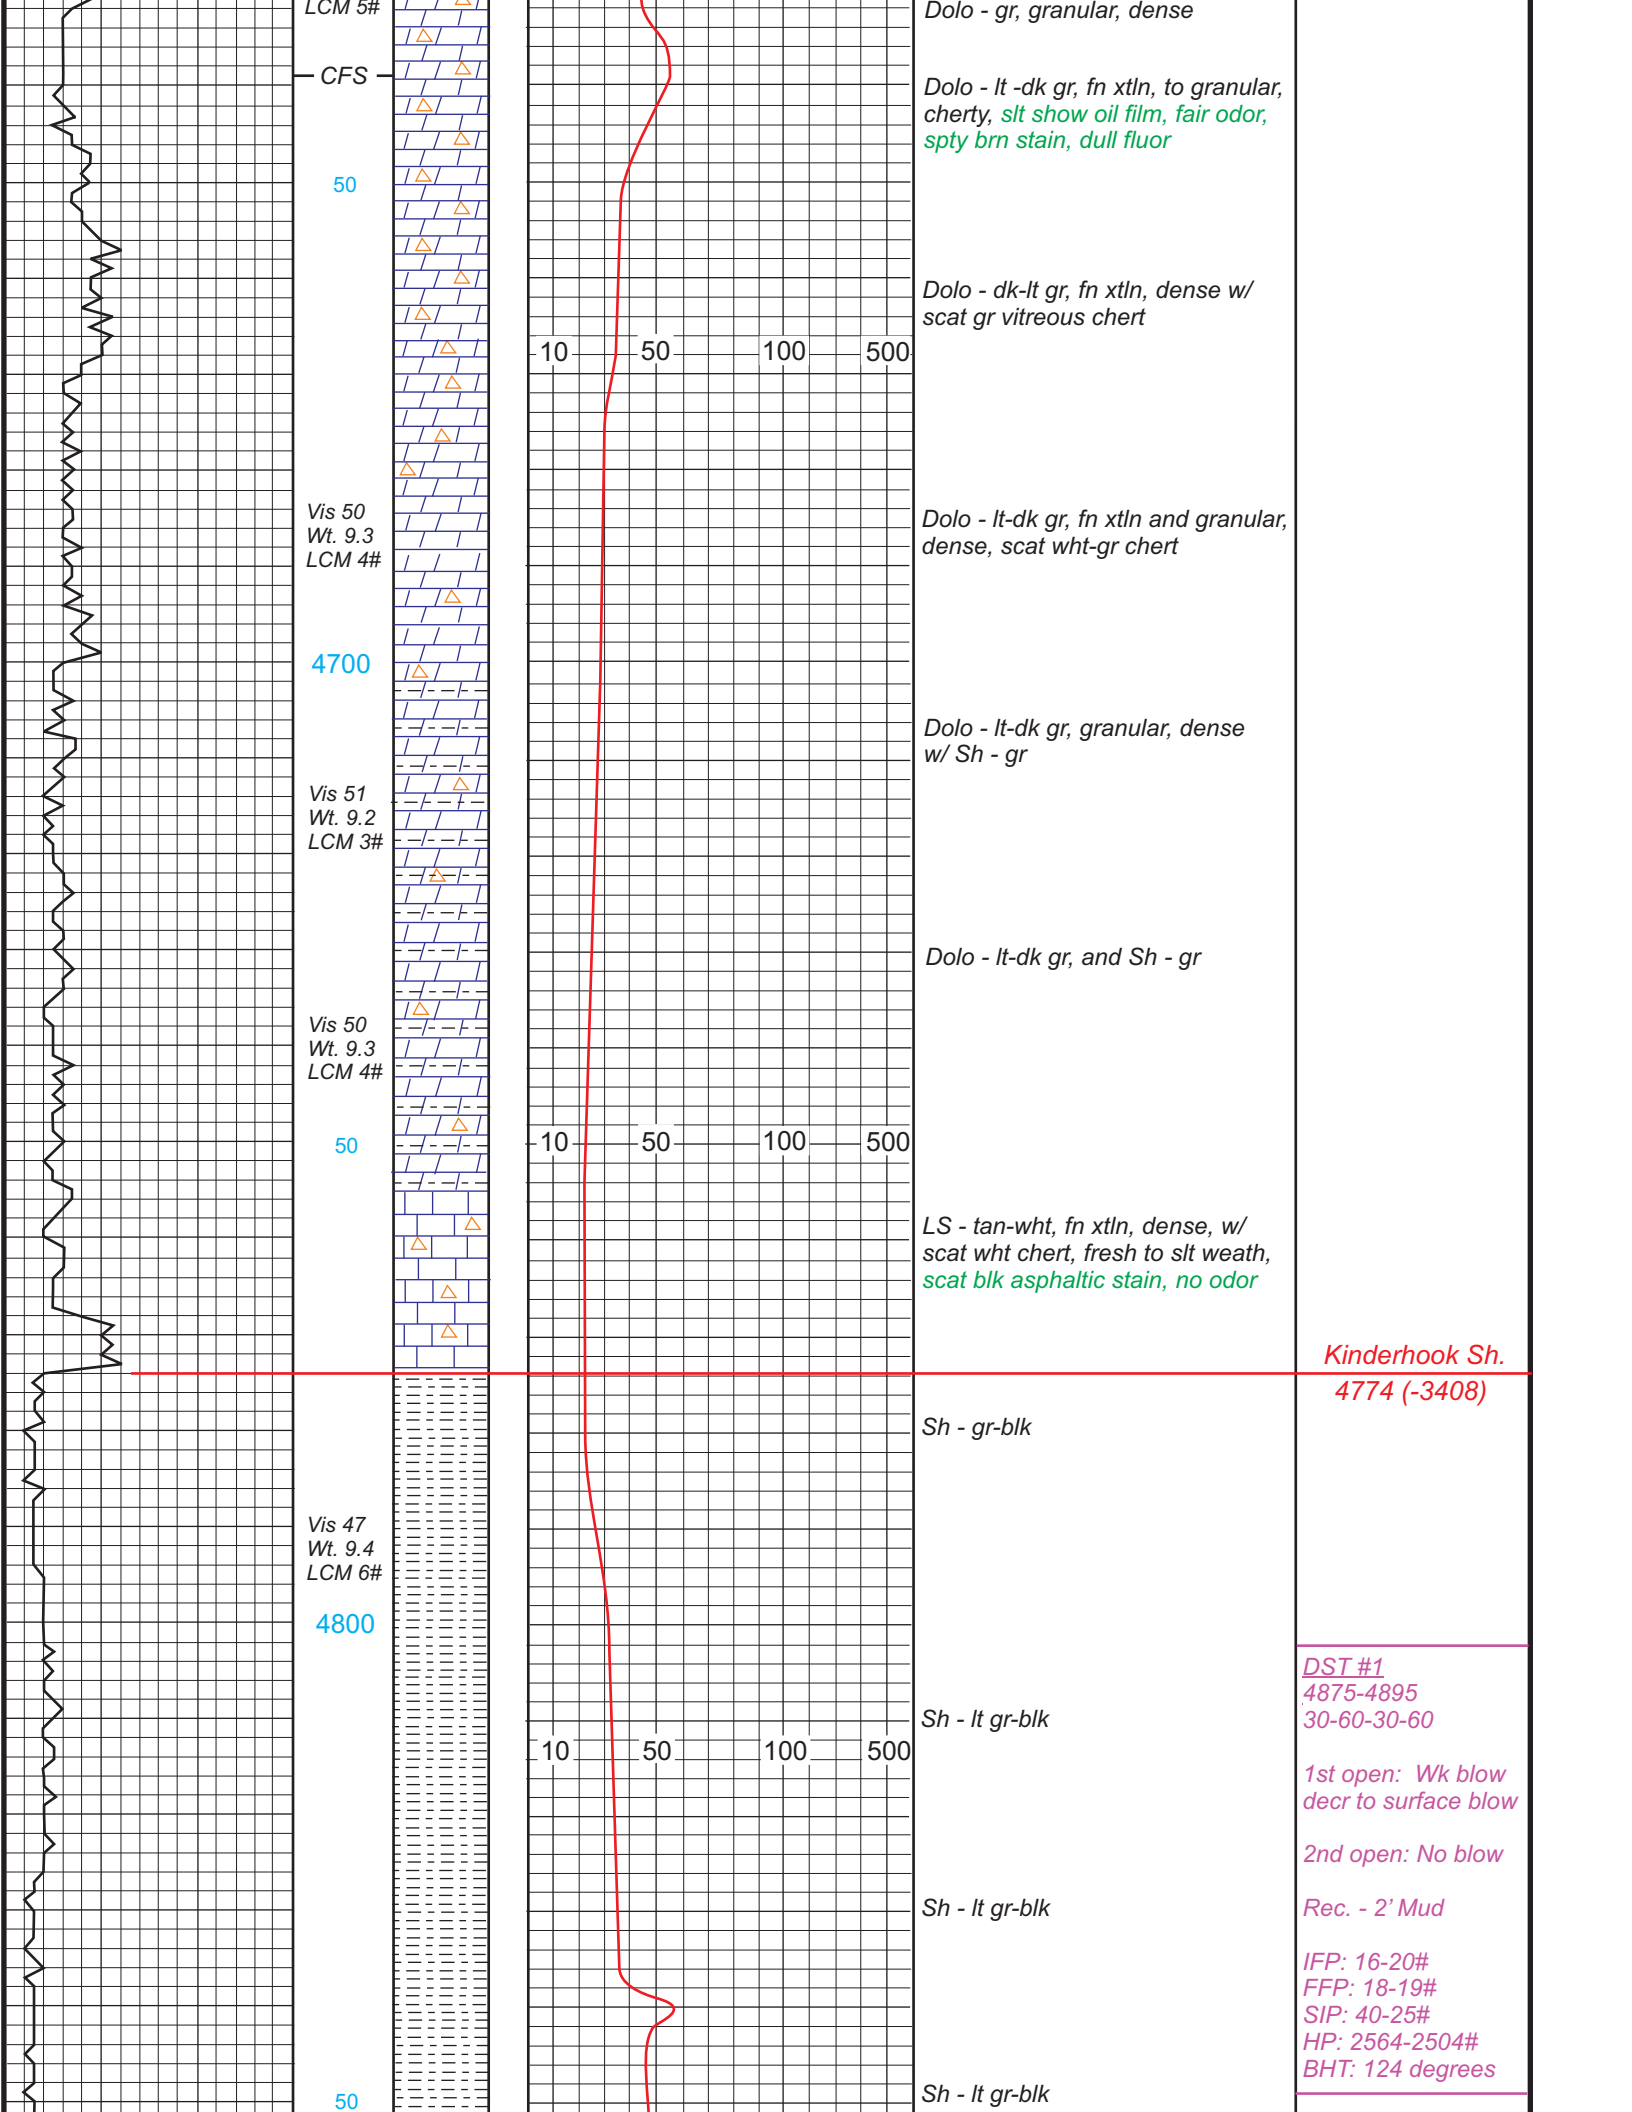 LCM 5#
Dolo - gr, granular, dense
CFS
Dolo - lt -dk gr, fn xtln, to granular,
cherty, slt show oil film, fair odor,
spty brn stain, dull fluor
50
Dolo - dk-lt gr, fn xtln, dense w/
scat gr vitreous chert
10 50 100 500
Vis 50
Wt. 9.3
LCM 4#
Dolo - lt-dk gr, fn xtln and granular,
dense, scat wht-gr chert
4700
Dolo - lt-dk gr, granular, dense
w/ Sh - gr
Vis 51
Wt. 9.2
LCM 3#
Dolo - lt-dk gr, and Sh - gr
Vis 50
Wt. 9.3
LCM 4#
50
10 50 100 500
LS - tan-wht, fn xtln, dense, w/
scat wht chert, fresh to slt weath,
scat blk asphaltic stain, no odor
Kinderhook Sh.
4774 (-3408)
Sh - gr-blk
Vis 47
Wt. 9.4
LCM 6#
4800
Sh - lt gr-blk
10 50 100 500
Sh - lt gr-blk
50
Sh - lt gr-blk
DST #1
4875-4895
30-60-30-60
1st open: Wk blow
decr to surface blow
2nd open: No blow
Rec. - 2' Mud
IFP: 16-20#
FFP: 18-19#
SIP: 40-25#
HP: 2564-2504#
BHT: 124 degrees